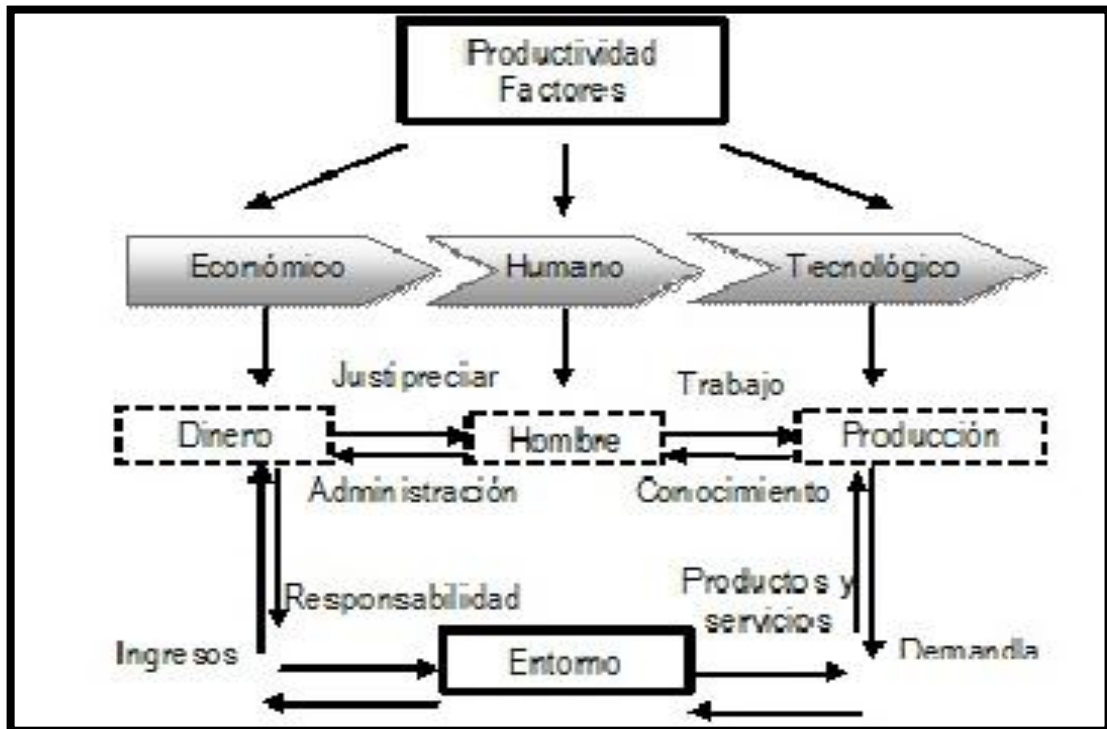 Productividad
Factores
Económico
Humano
Tecnológico
Justipreciar
Trabajo
Dinero
Hombre
Producción
Administración
Conocimiento
Responsabilidad
Productos y
servicios
Ingresos
Entorno
Demanda